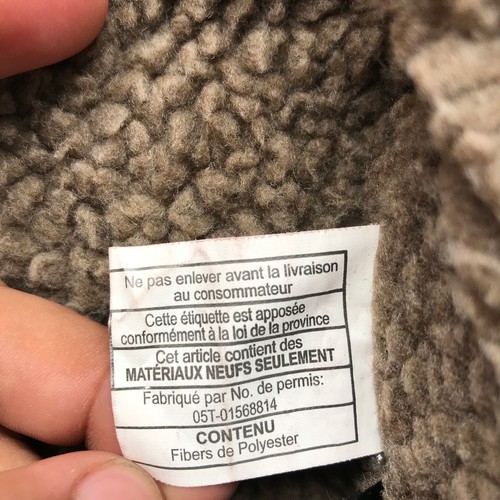 Ne pas enlever avant la livraison
au consommateur
Cette étiquette est apposée
conformément à la loi de la province
Cet article contient des
MATÉRIAUX NEUFS SEULEMENT
Fabriqué par No. de permis:
05T-01568814
CONTENU
Fibers de Polyester